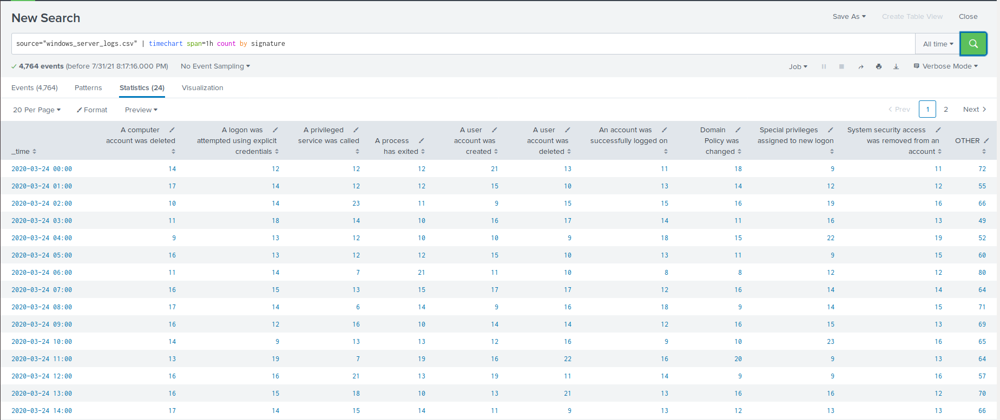 New Search
Save As
Create Table View
Close
source="windows_server_logs.csv" | timechart span=1h count by signature
All time
4,764 events (before 7/31/21 8:17:16.000 PM)
No Event Sampling
Job
Verbose Mode
Events (4,764)
Patterns
Statistics (24)
Visualization
20 Per Page
Format
Preview
Prev
1
2
Next
_time
A computer account was deleted
A logon was attempted using explicit credentials
A privileged service was called
A process has exited
A user account was created
A user account was deleted
An account was successfully logged on
Domain Policy was changed
Special privileges assigned to new logon
System security access was removed from an account
OTHER
2020-03-24 00:00 14 12 12 12 21 13 11 18 9 11 72
2020-03-24 01:00 17 14 12 12 15 10 13 14 12 12 55
2020-03-24 02:00 10 14 23 11 9 15 15 16 19 16 66
2020-03-24 03:00 11 18 14 10 16 17 14 11 16 13 49
2020-03-24 04:00 9 13 12 10 10 9 18 15 22 19 52
2020-03-24 05:00 16 13 12 12 15 10 13 11 9 15 60
2020-03-24 06:00 11 14 7 21 11 10 8 8 12 12 80
2020-03-24 07:00 16 15 13 15 17 17 12 16 14 14 64
2020-03-24 08:00 17 14 6 14 9 16 18 9 14 15 71
2020-03-24 09:00 16 12 16 10 14 14 12 16 15 13 69
2020-03-24 10:00 14 9 13 13 12 16 9 10 23 16 65
2020-03-24 11:00 13 19 7 19 16 22 16 20 9 13 64
2020-03-24 12:00 16 16 21 13 19 11 14 9 9 16 57
2020-03-24 13:00 16 15 18 10 13 21 13 16 16 12 70
2020-03-24 14:00 17 14 15 14 11 9 13 12 13 13 66